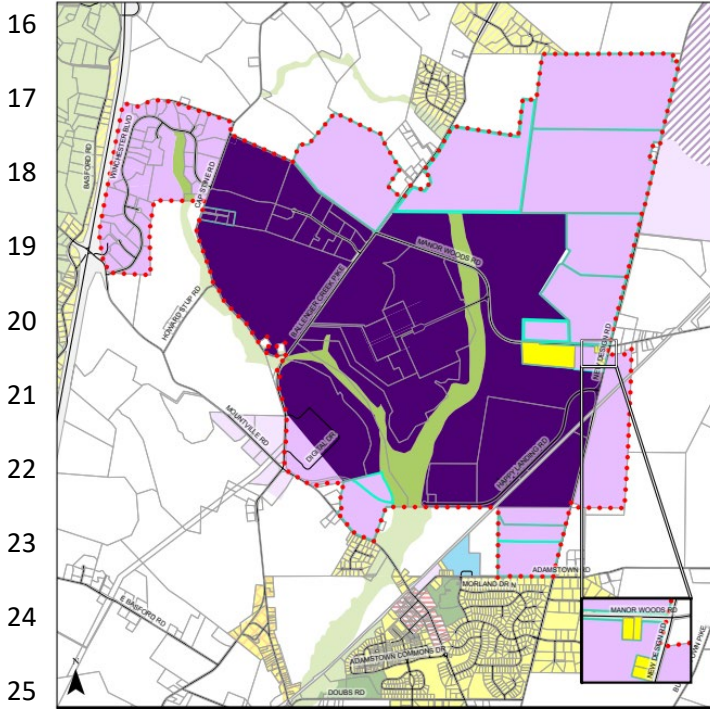 16
17
18
19
20
21
22
23
24
25
BASFORD RD
WINCHESTER BLVD
CAP STINE RD
MANOR WOODS RD
BALLENGER CREEK PIKE
HOWARD STUP RD
NEW DESIGN RD
MOUNTVILLE RD
DIGITAL DR
PAPPY LANDING RD
ADAMSTOWN RD
MORLAND DR N
E BASFORD RD
MANOR WOODS RD
NEW DESIGN RD
ADAMSTOWN COMMONS DR
DOUBS RD
N